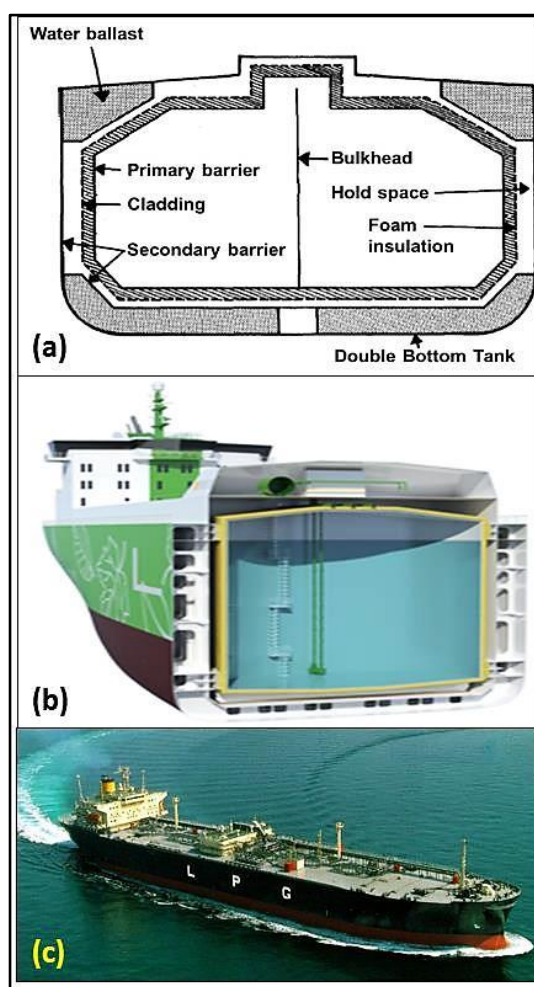 Water ballast
Primary barrier
Cladding
Secondary barrier
Bulkhead
Hold space
Foam
insulation
Double Bottom Tank
(a)
(b)
L P G
(c)